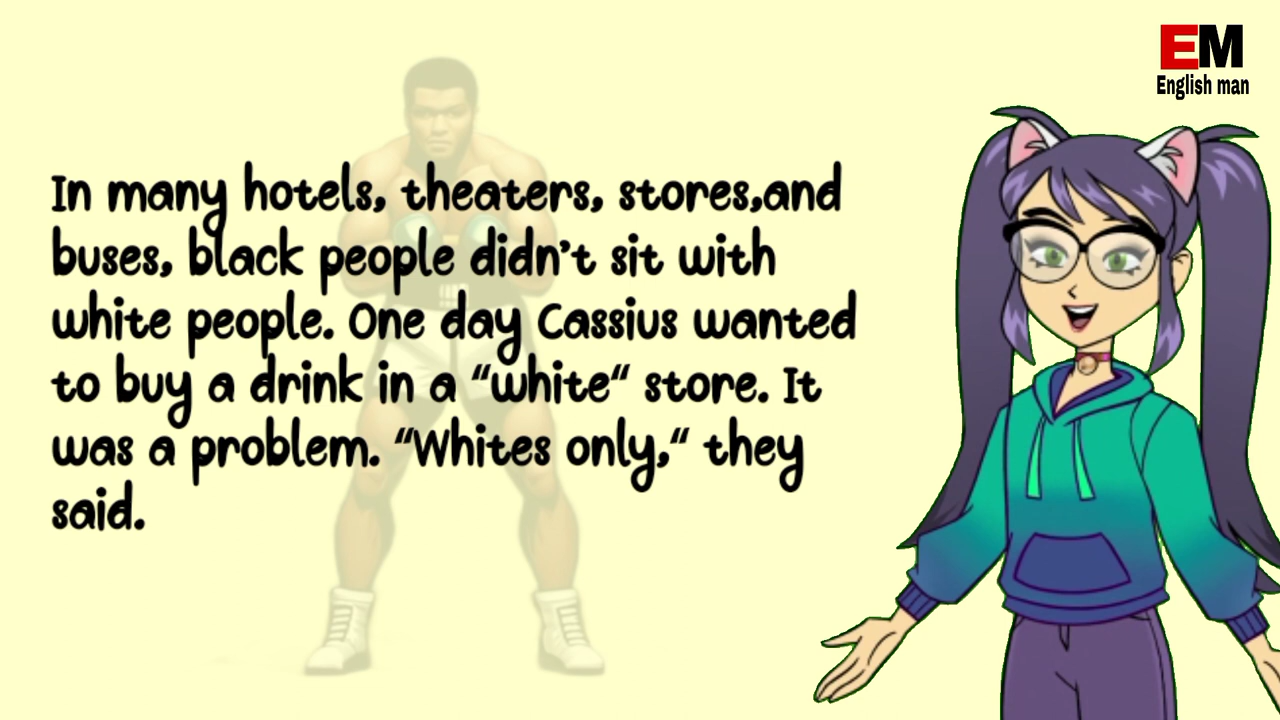 EM
English man
In many hotels, theaters, stores,and
buses, black people didn't sit with
white people. One day Cassius wanted
to buy a drink in a “white“ store. It
was a problem. “Whites only,“ they
said.